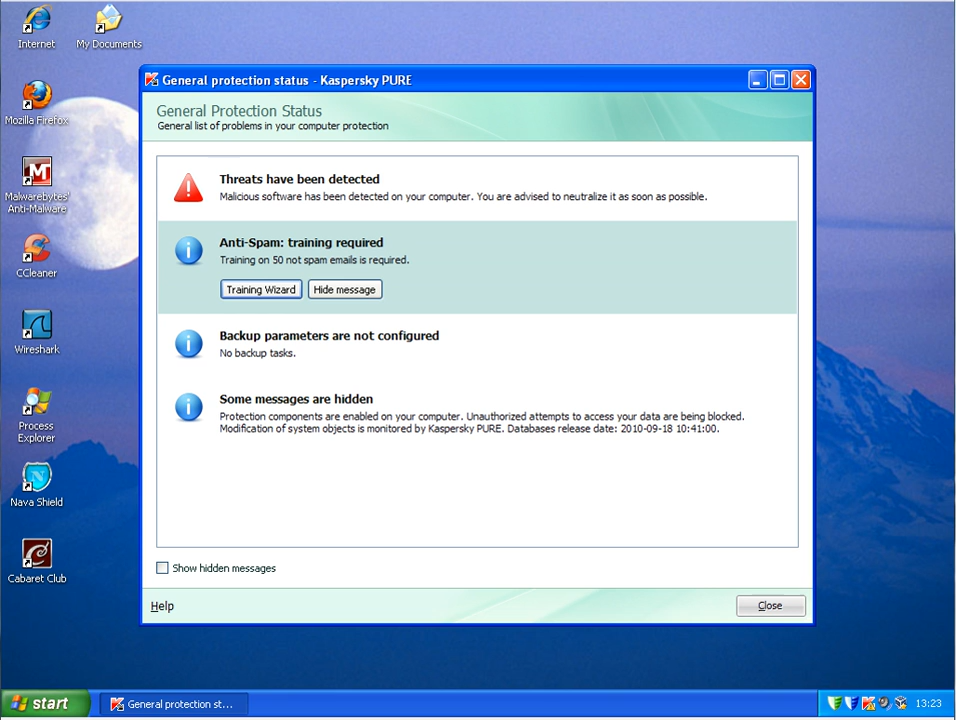 Internet
My Documents
Mozilla Firefox
Malwarebytes'
Anti-Malware
CCleaner
Wireshark
Process
Explorer
Nava Shield
Cabaret Club
General protection status - Kaspersky PURE
General Protection Status
General list of problems in your computer protection
Threats have been detected
Malicious software has been detected on your computer. You are advised to neutralize it as soon as possible.
Anti-Spam: training required
Training on 50 not spam emails is required.
Training Wizard
Hide message
Backup parameters are not configured
No backup tasks.
Some messages are hidden
Protection components are enabled on your computer. Unauthorized attempts to access your data are being blocked.
Modification of system objects is monitored by Kaspersky PURE. Databases release date: 2010-09-18 10:41:00.
Show hidden messages
Help
Close
start
General protection st...
13:23